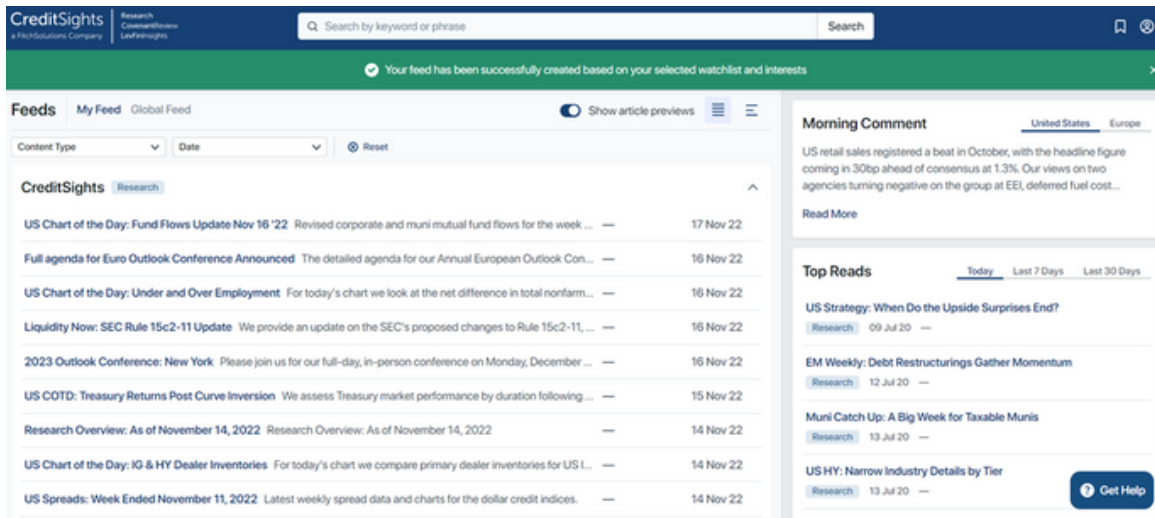 CreditSights
a FitchSolutions Company
Research
CovenantReview
LevFinInsights
Search by keyword or phrase
Search
Your feed has been successfully created based on your selected watchlist and interests
Feeds My Feed Global Feed
Show article previews
Content Type Date Reset
CreditSights Research
US Chart of the Day: Fund Flows Update Nov 16 '22 Revised corporate and muni mutual fund flows for the week ... — 17 Nov 22
Full agenda for Euro Outlook Conference Announced The detailed agenda for our Annual European Outlook Con... — 16 Nov 22
US Chart of the Day: Under and Over Employment For today's chart we look at the net difference in total nonfarm... — 16 Nov 22
Liquidity Now: SEC Rule 15c2-11 Update We provide an update on the SEC's proposed changes to Rule 15c2-11, ... — 16 Nov 22
2023 Outlook Conference: New York Please join us for our full-day, in-person conference on Monday, December ... — 16 Nov 22
US COTD: Treasury Returns Post Curve Inversion We assess Treasury market performance by duration following ... — 15 Nov 22
Research Overview: As of November 14, 2022 Research Overview: As of November 14, 2022 — 14 Nov 22
US Chart of the Day: IG & HY Dealer Inventories For today's chart we compare primary dealer inventories for US I... — 14 Nov 22
US Spreads: Week Ended November 11, 2022 Latest weekly spread data and charts for the dollar credit indices. — 14 Nov 22
Morning Comment United States Europe
US retail sales registered a beat in October, with the headline figure
coming in 30bp ahead of consensus at 1.3%. Our views on two
agencies turning negative on the group at EEI, deferred fuel cost...
Read More
Top Reads Today Last 7 Days Last 30 Days
US Strategy: When Do the Upside Surprises End?
Research 09 Jul 20 —
EM Weekly: Debt Restructurings Gather Momentum
Research 12 Jul 20 —
Muni Catch Up: A Big Week for Taxable Munis
Research 13 Jul 20 —
US HY: Narrow Industry Details by Tier
Research 13 Jul 20 —
Get Help